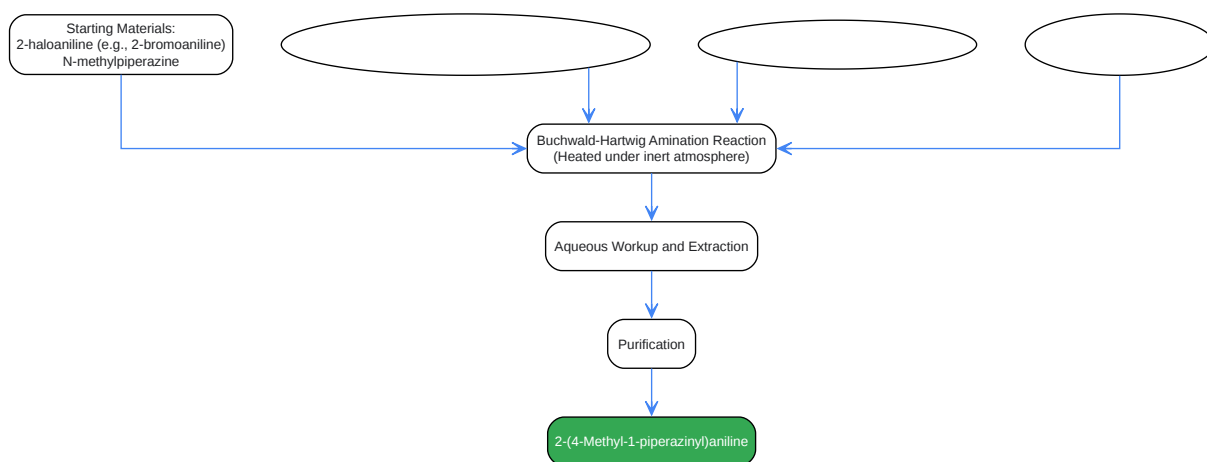 Starting Materials:
2-haloaniline (e.g., 2-bromoaniline)
N-methylpiperazine
Buchwald-Hartwig Amination Reaction
(Heated under inert atmosphere)
Aqueous Workup and Extraction
Purification
2-(4-Methyl-1-piperazinyl)aniline